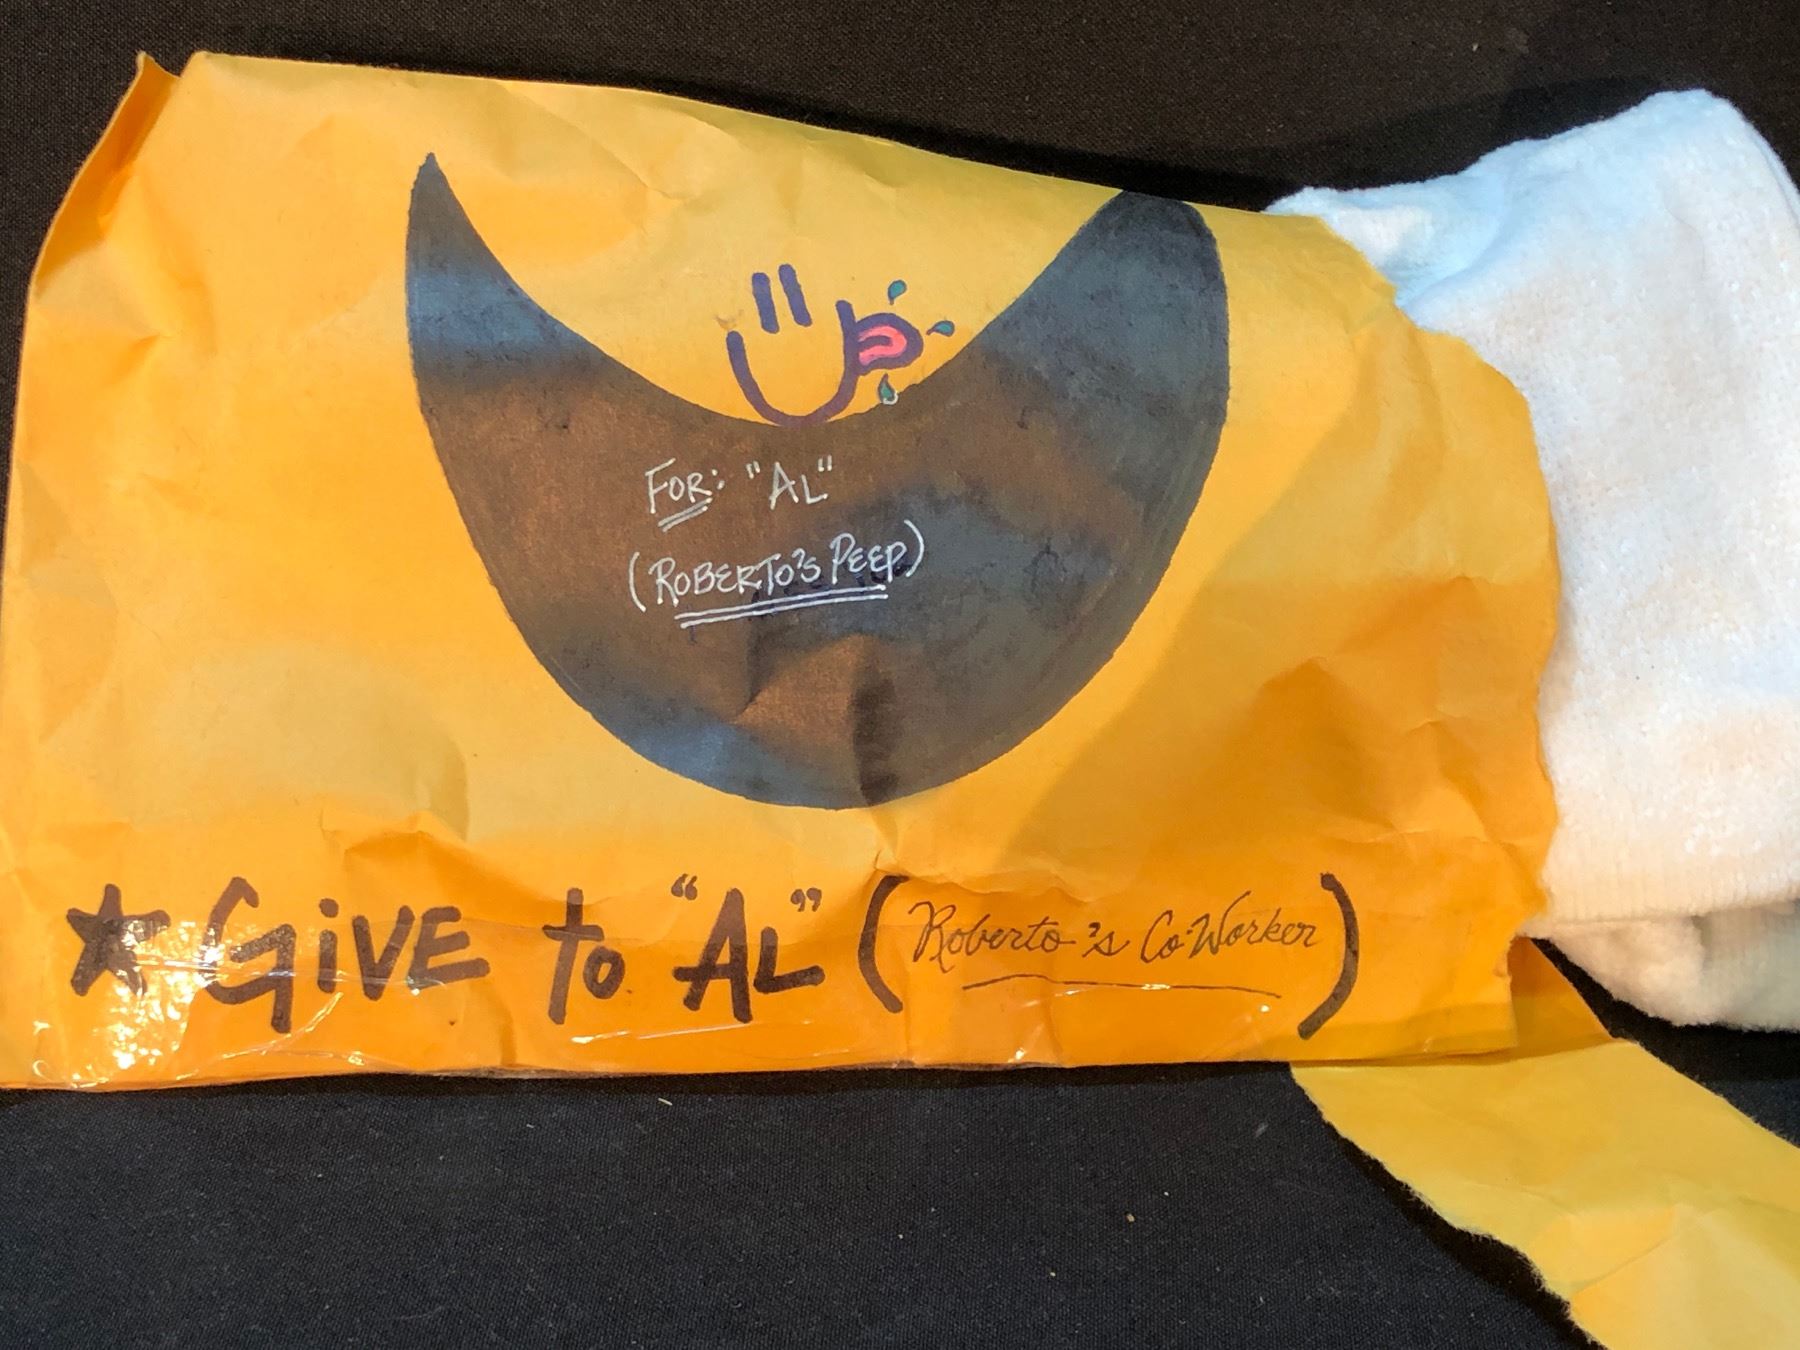 FOR: "AL"
(ROBERTO'S PEEP)
★ GiVE to "AL" (Roberto's Co-Worker)